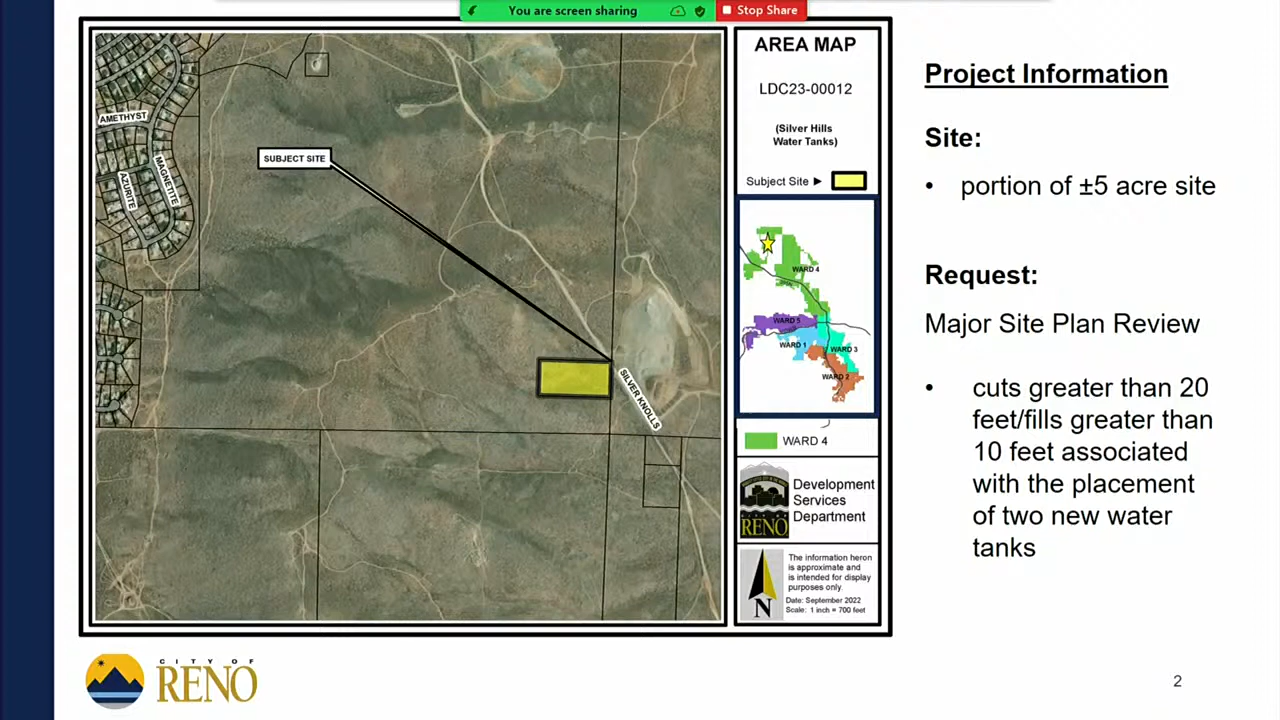 You are screen sharing
Stop Share
AMETHYST
MAGNETITE
AZURITE
SUBJECT SITE
SILVER KNOLLS
AREA MAP
LDC23-00012
(Silver Hills
Water Tanks)
Subject Site
WARD 4
WARD 5
WARD 1
WARD 3
WARD 2
WARD 4
CITY OF
RENO
Development
Services
Department
N
The information heron
is approximate and
is intended for display
purposes only.
Date: September 2022
Scale: 1 inch = 700 feet
Project Information
Site:
• portion of ±5 acre site
Request:
Major Site Plan Review
• cuts greater than 20
feet/fills greater than
10 feet associated
with the placement
of two new water
tanks
CITY OF
RENO
2